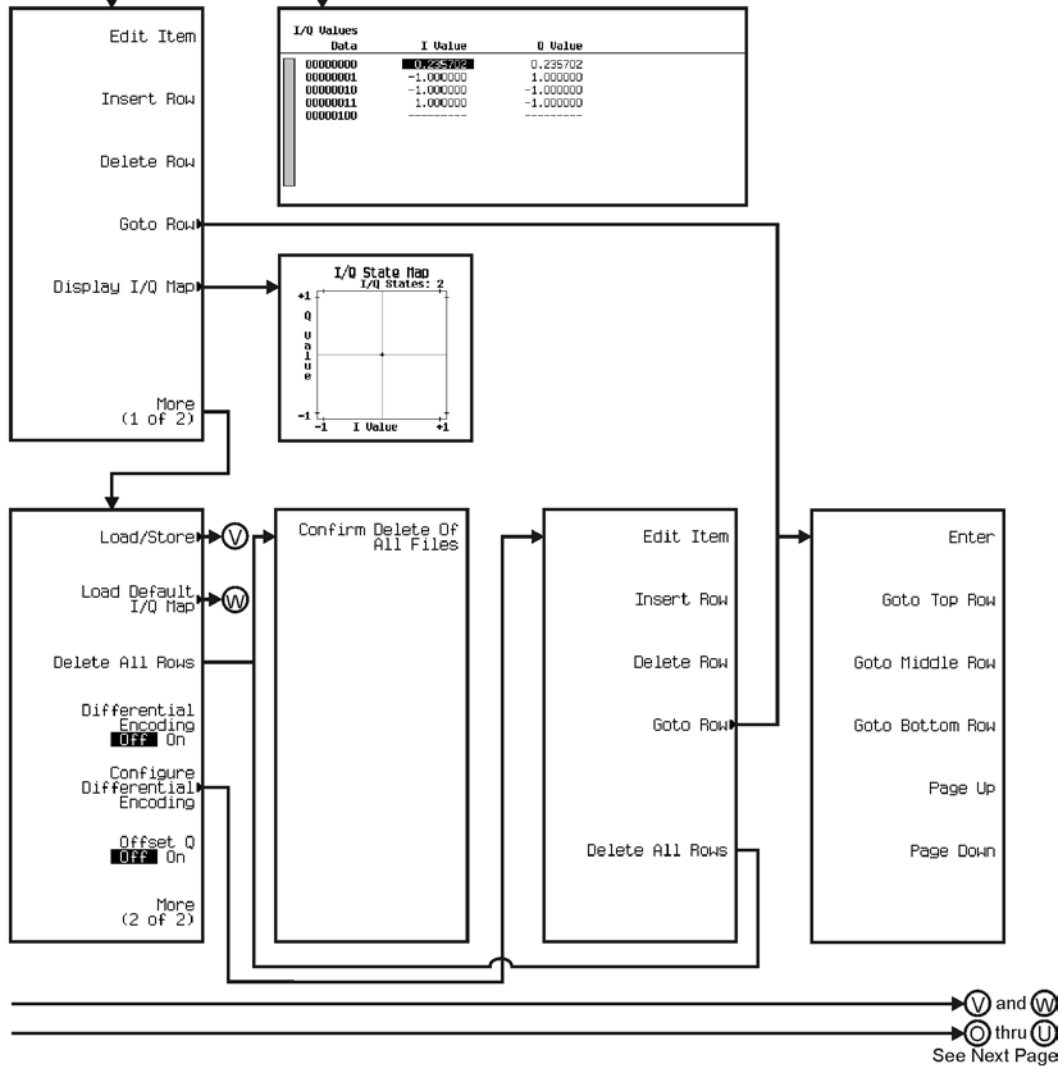 Edit Item
Insert Row
Delete Row
Goto Row
Display I/Q Map
More
(1 of 2)
I/Q Values
Data I Value Q Value
00000000 0.235702 0.235702
00000001 -1.000000 1.000000
00000010 -1.000000 -1.000000
00000011 1.000000 -1.000000
00000100 --------- ---------
I/Q State Map
I/Q States: 2
+1
Q Value
-1
-1 I Value +1
Load/Store
V
Load Default
I/Q Map
W
Delete All Rows
Differential
Encoding
Off On
Configure
Differential
Encoding
Offset Q
Off On
More
(2 of 2)
Confirm Delete Of
All Files
Edit Item
Insert Row
Delete Row
Goto Row
Delete All Rows
Enter
Goto Top Row
Goto Middle Row
Goto Bottom Row
Page Up
Page Down
V and W
O thru U
See Next Page